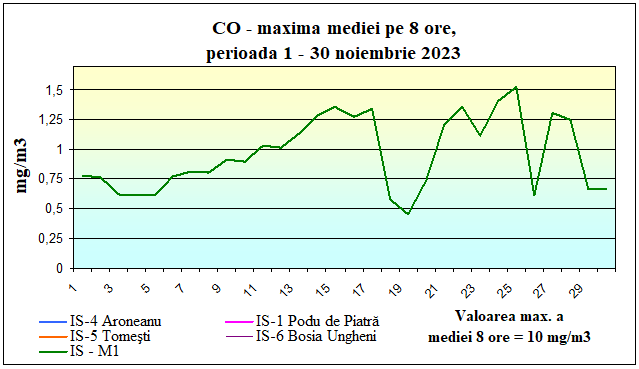 CO - maxima mediei pe 8 ore,
perioada 1 - 30 noiembrie 2023
mg/m3
1,5
1,25
1
0,75
0,5
0,25
0
1 3 5 7 9 11 13 15 17 19 21 23 25 27 29
IS-4 Aroneanu IS-1 Podu de Piatră
IS-5 Tomeşti IS-6 Bosia Ungheni
IS - M1
Valoarea max. a
mediei 8 ore = 10 mg/m3